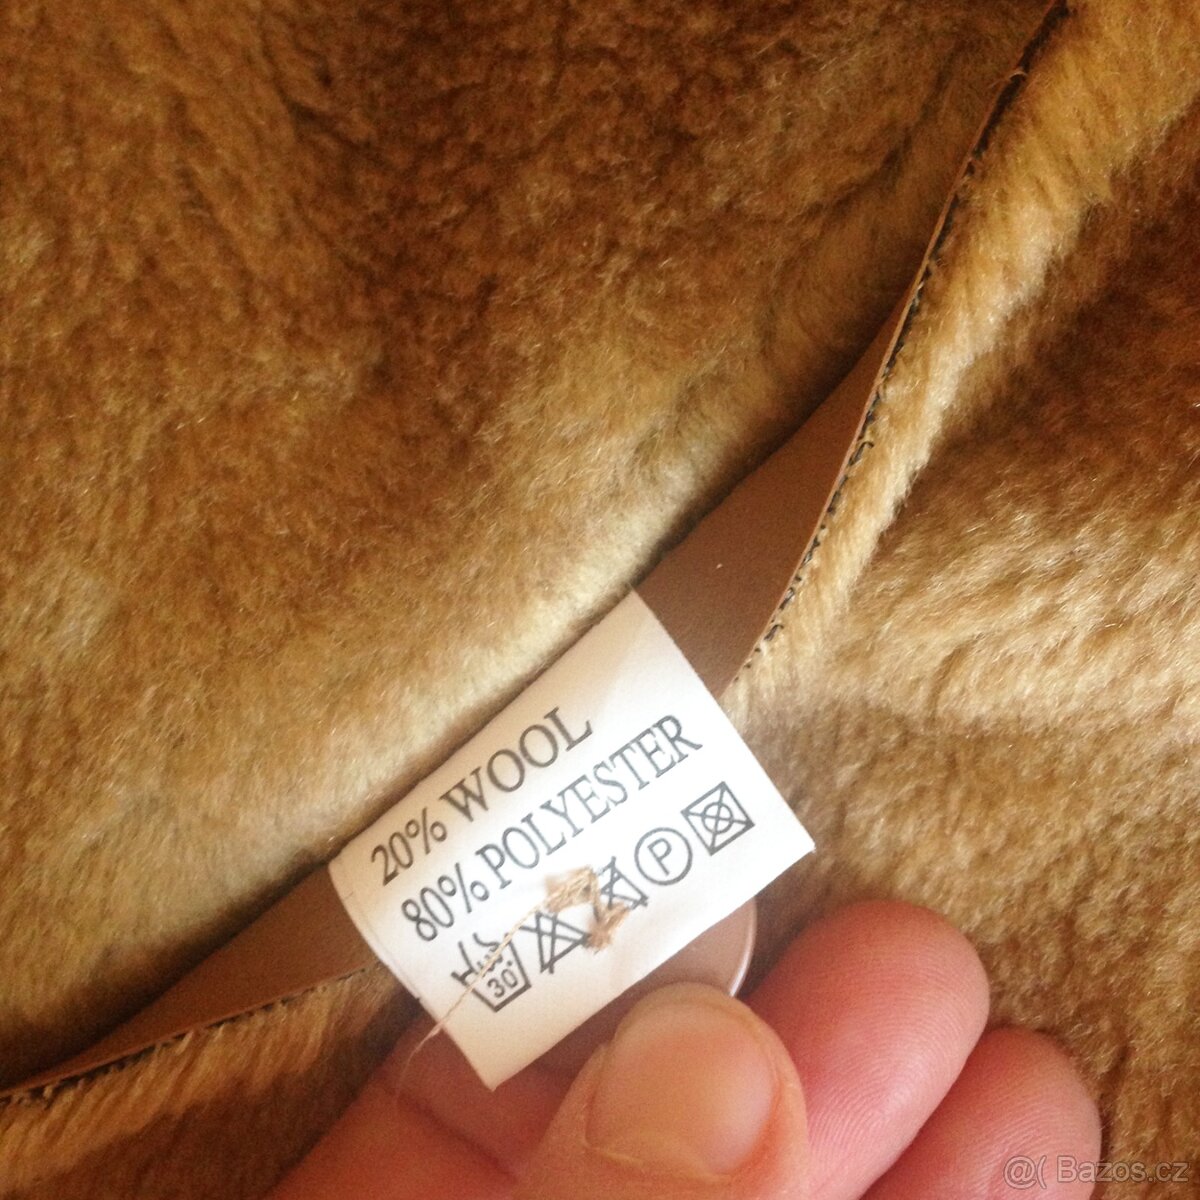 20% WOOL
80% POLYESTER
30°
P
@( Bazos.cz